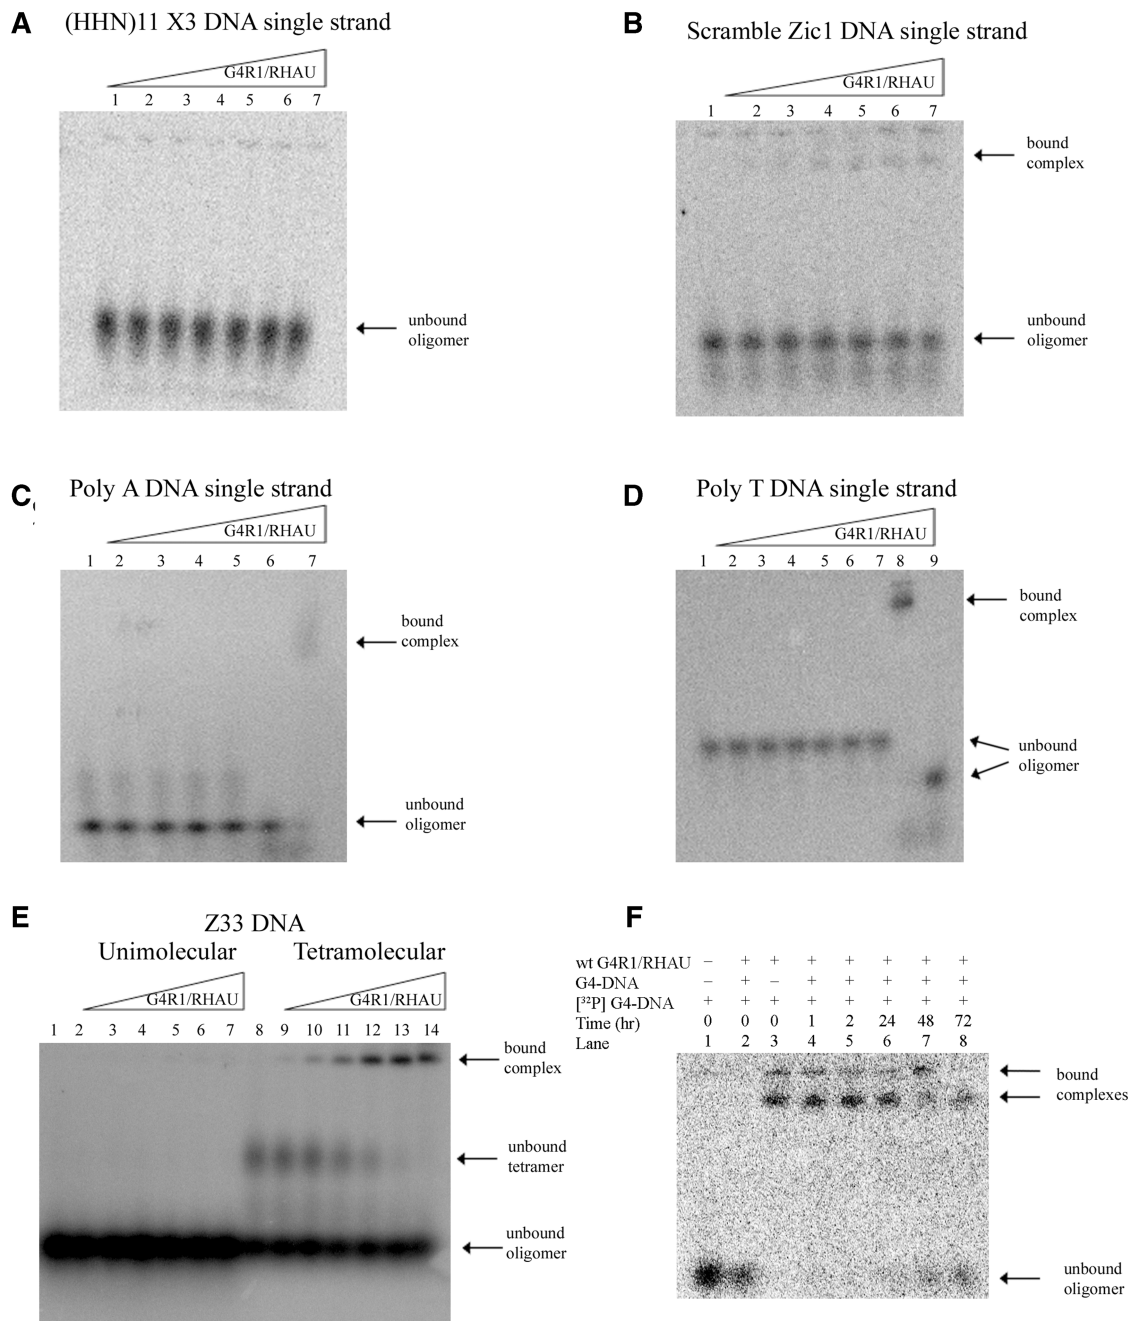 A
(HHN)11 X3 DNA single strand
G4R1/RHAU
1 2 3 4 5 6 7
unbound
oligomer
B
Scramble Zic1 DNA single strand
G4R1/RHAU
1 2 3 4 5 6 7
bound
complex
unbound
oligomer
C
Poly A DNA single strand
G4R1/RHAU
1 2 3 4 5 6 7
bound
complex
unbound
oligomer
D
Poly T DNA single strand
G4R1/RHAU
1 2 3 4 5 6 7 8 9
bound
complex
unbound
oligomer
E
Z33 DNA
Unimolecular Tetramolecular
G4R1/RHAU G4R1/RHAU
1 2 3 4 5 6 7 8 9 10 11 12 13 14
bound
complex
unbound
tetramer
unbound
oligomer
F
wt G4R1/RHAU − + + + + + + +
G4-DNA − + − + + + + +
[³²P] G4-DNA + + + + + + + +
Time (hr) 0 0 0 1 2 24 48 72
Lane 1 2 3 4 5 6 7 8
bound
complexes
unbound
oligomer